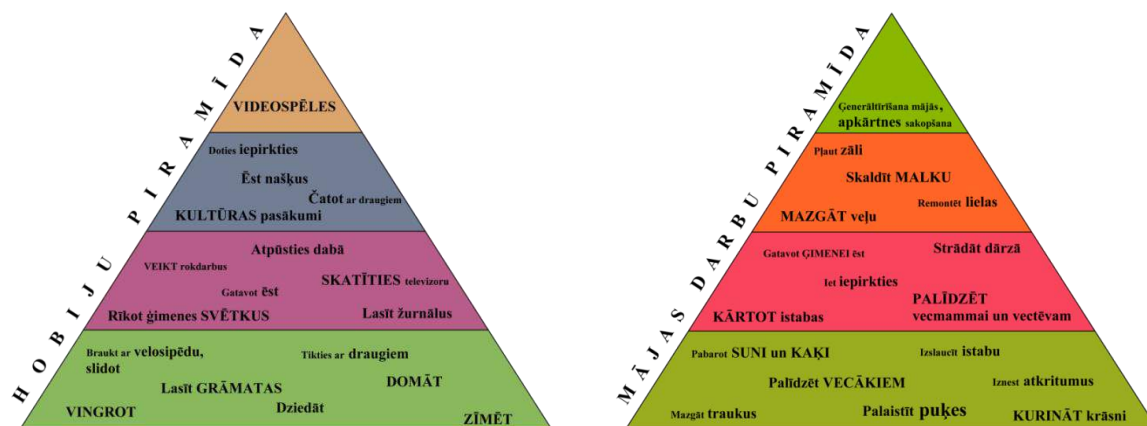 HOBIJU PIRAMĪDA
VIDEOSPĒLES
Doties iepirkties
Ēst našķus
Čatot ar draugiem
KULTŪRAS pasākumi
Atpūsties dabā
VEIKT rokdarbus
SKATĪTIES televizoru
Gatavot ēst
Rīkot ģimenes SVĒTKUS
Lasīt žurnālus
Braukt ar velosipēdu,
slidot
Tikties ar draugiem
Lasīt GRĀMATAS
DOMĀT
VINGROT
Dziedāt
ZĪMĒT
MĀJAS DARBU PIRAMĪDA
Ģenerāltīrīšana mājās,
apkārtnes sakopšana
Pļaut zāli
Skaldīt MALKU
Remontēt lielas
MAZGĀT veļu
Gatavot ĢIMENEI ēst
Strādāt dārzā
Iet iepirkties
KĀRTOT istabas
PALĪDZĒT
vecmammai un vectēvam
Pabarot SUNI un KAĶI
Izslaucīt istabu
Palīdzēt VECĀKIEM
Iznest atkritumus
Mazgāt traukus
Palaistīt puķes
KURINĀT krāsni